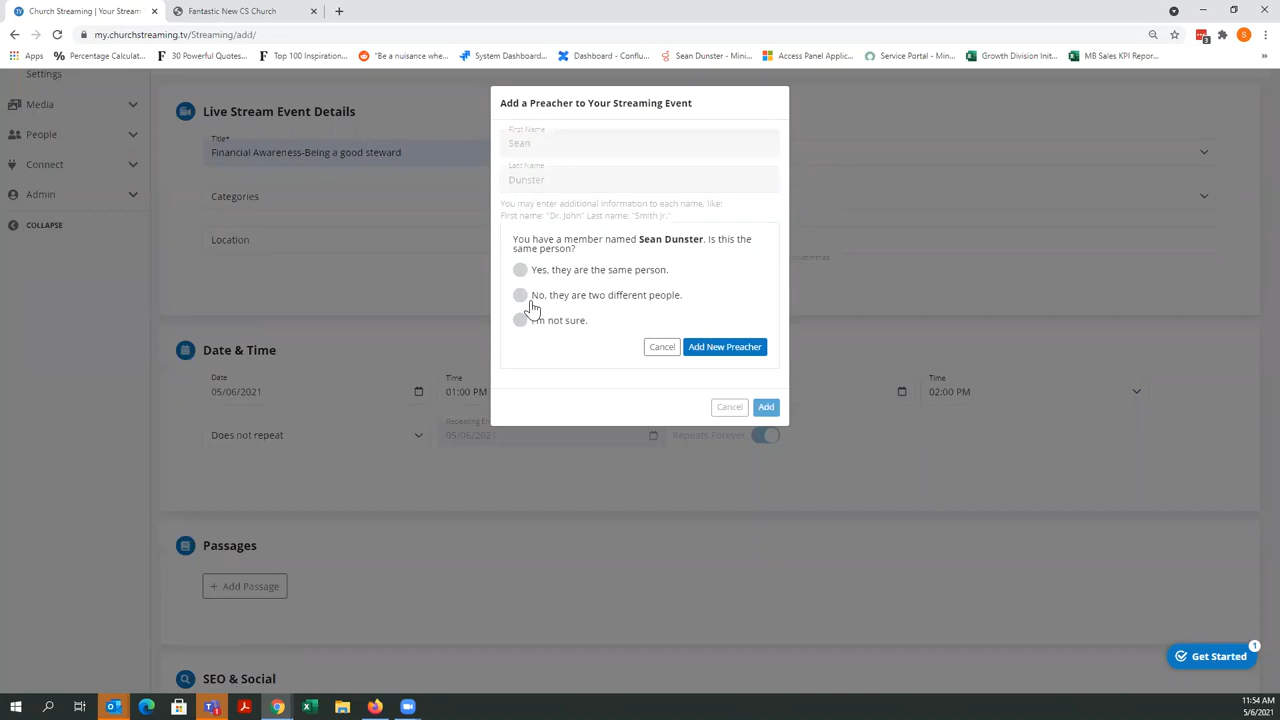 Church Streaming | Your Stream
Fantastic New CS Church
my.churchstreaming.tv/Streaming/add/
Apps
Percentage Calculat...
30 Powerful Quotes...
Top 100 Inspiration...
"Be a nuisance whe...
System Dashboard...
Dashboard - Conflu...
Sean Dunster - Mini...
Access Panel Applic...
Service Portal - Min...
Growth Division Init...
MB Sales KPI Repor...
»
Settings
Media
People
Connect
Admin
COLLAPSE
Live Stream Event Details
Title*
Financial Awareness-Being a good steward
Categories
Location
Add a Preacher to Your Streaming Event
First Name
Sean
Last Name
Dunster
You may enter additional information to each name, like:
First name: "Dr. John" Last name: "Smith Jr."
You have a member named Sean Dunster. Is this the
same person?
Yes, they are the same person.
No, they are two different people.
I'm not sure.
Cancel
Add New Preacher
Cancel
Add
Date & Time
Date
05/06/2021
Time
01:00 PM
Time
02:00 PM
Does not repeat
05/06/2021
Repeats Forever
Passages
+ Add Passage
SEO & Social
Get Started
1
11:54 AM
5/6/2021